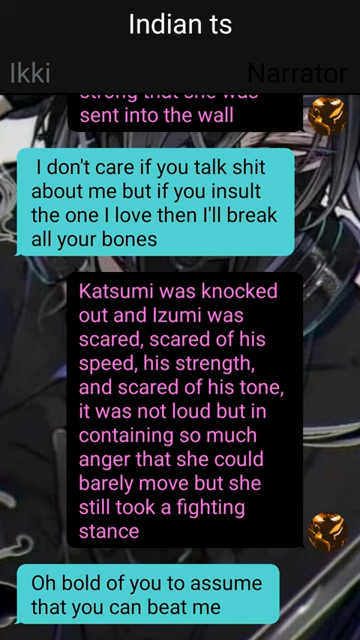 Indian ts
Ikki
Narrator
strong that she was
sent into the wall
I don't care if you talk shit
about me but if you insult
the one I love then I'll break
all your bones
Katsumi was knocked
out and Izumi was
scared, scared of his
speed, his strength,
and scared of his tone,
it was not loud but in
containing so much
anger that she could
barely move but she
still took a fighting
stance
Oh bold of you to assume
that you can beat me